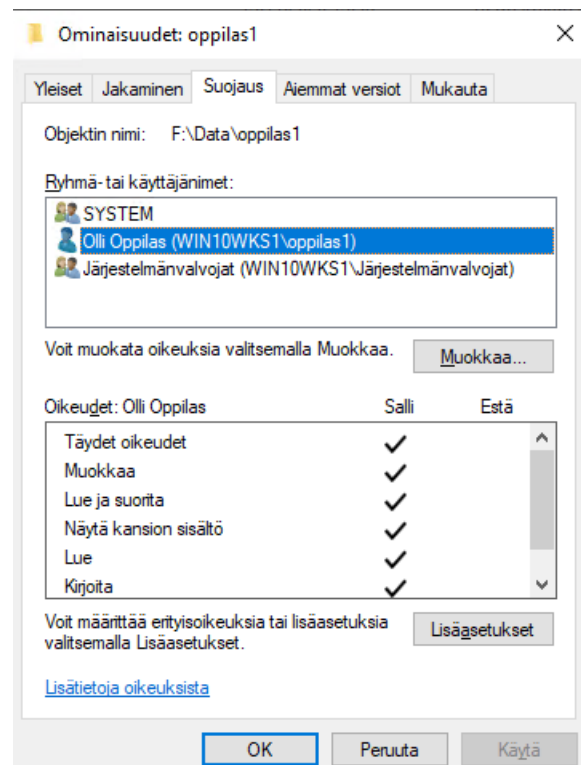 Ominaisuudet: oppilas1
Yleiset Jakaminen Suojaus Aiemmat versiot Mukauta
Objektin nimi: F:\Data\oppilas1
Ryhmä- tai käyttäjänimet:
SYSTEM
Olli Oppilas (WIN10WKS1\oppilas1)
Järjestelmänvalvojat (WIN10WKS1\Järjestelmänvalvojat)
Voit muokata oikeuksia valitsemalla Muokkaa. Muokkaa...
Oikeudet: Olli Oppilas Salli Estä
Täydet oikeudet
Muokkaa
Lue ja suorita
Näytä kansion sisältö
Lue
Kirjoita
Voit määrittää erityisoikeuksia tai lisäasetuksia
valitsemalla Lisäasetukset. Lisäasetukset
Lisätietoja oikeuksista
OK Peruuta Käytä